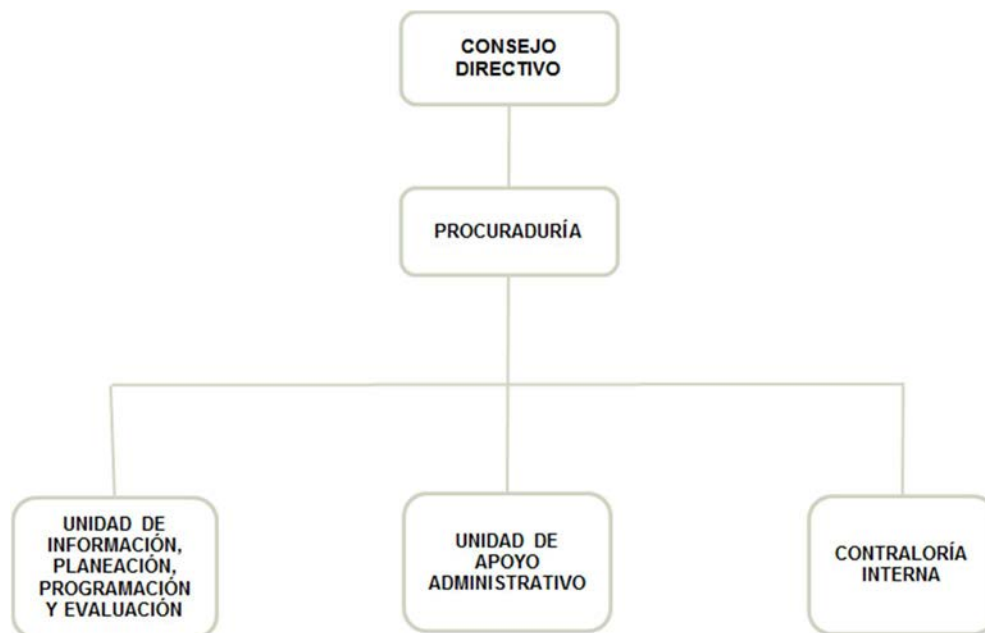 CONSEJO
DIRECTIVO
PROCURADURÍA
UNIDAD DE
INFORMACIÓN,
PLANEACIÓN,
PROGRAMACIÓN
Y EVALUACIÓN
UNIDAD DE
APOYO
ADMINISTRATIVO
CONTRALORÍA
INTERNA